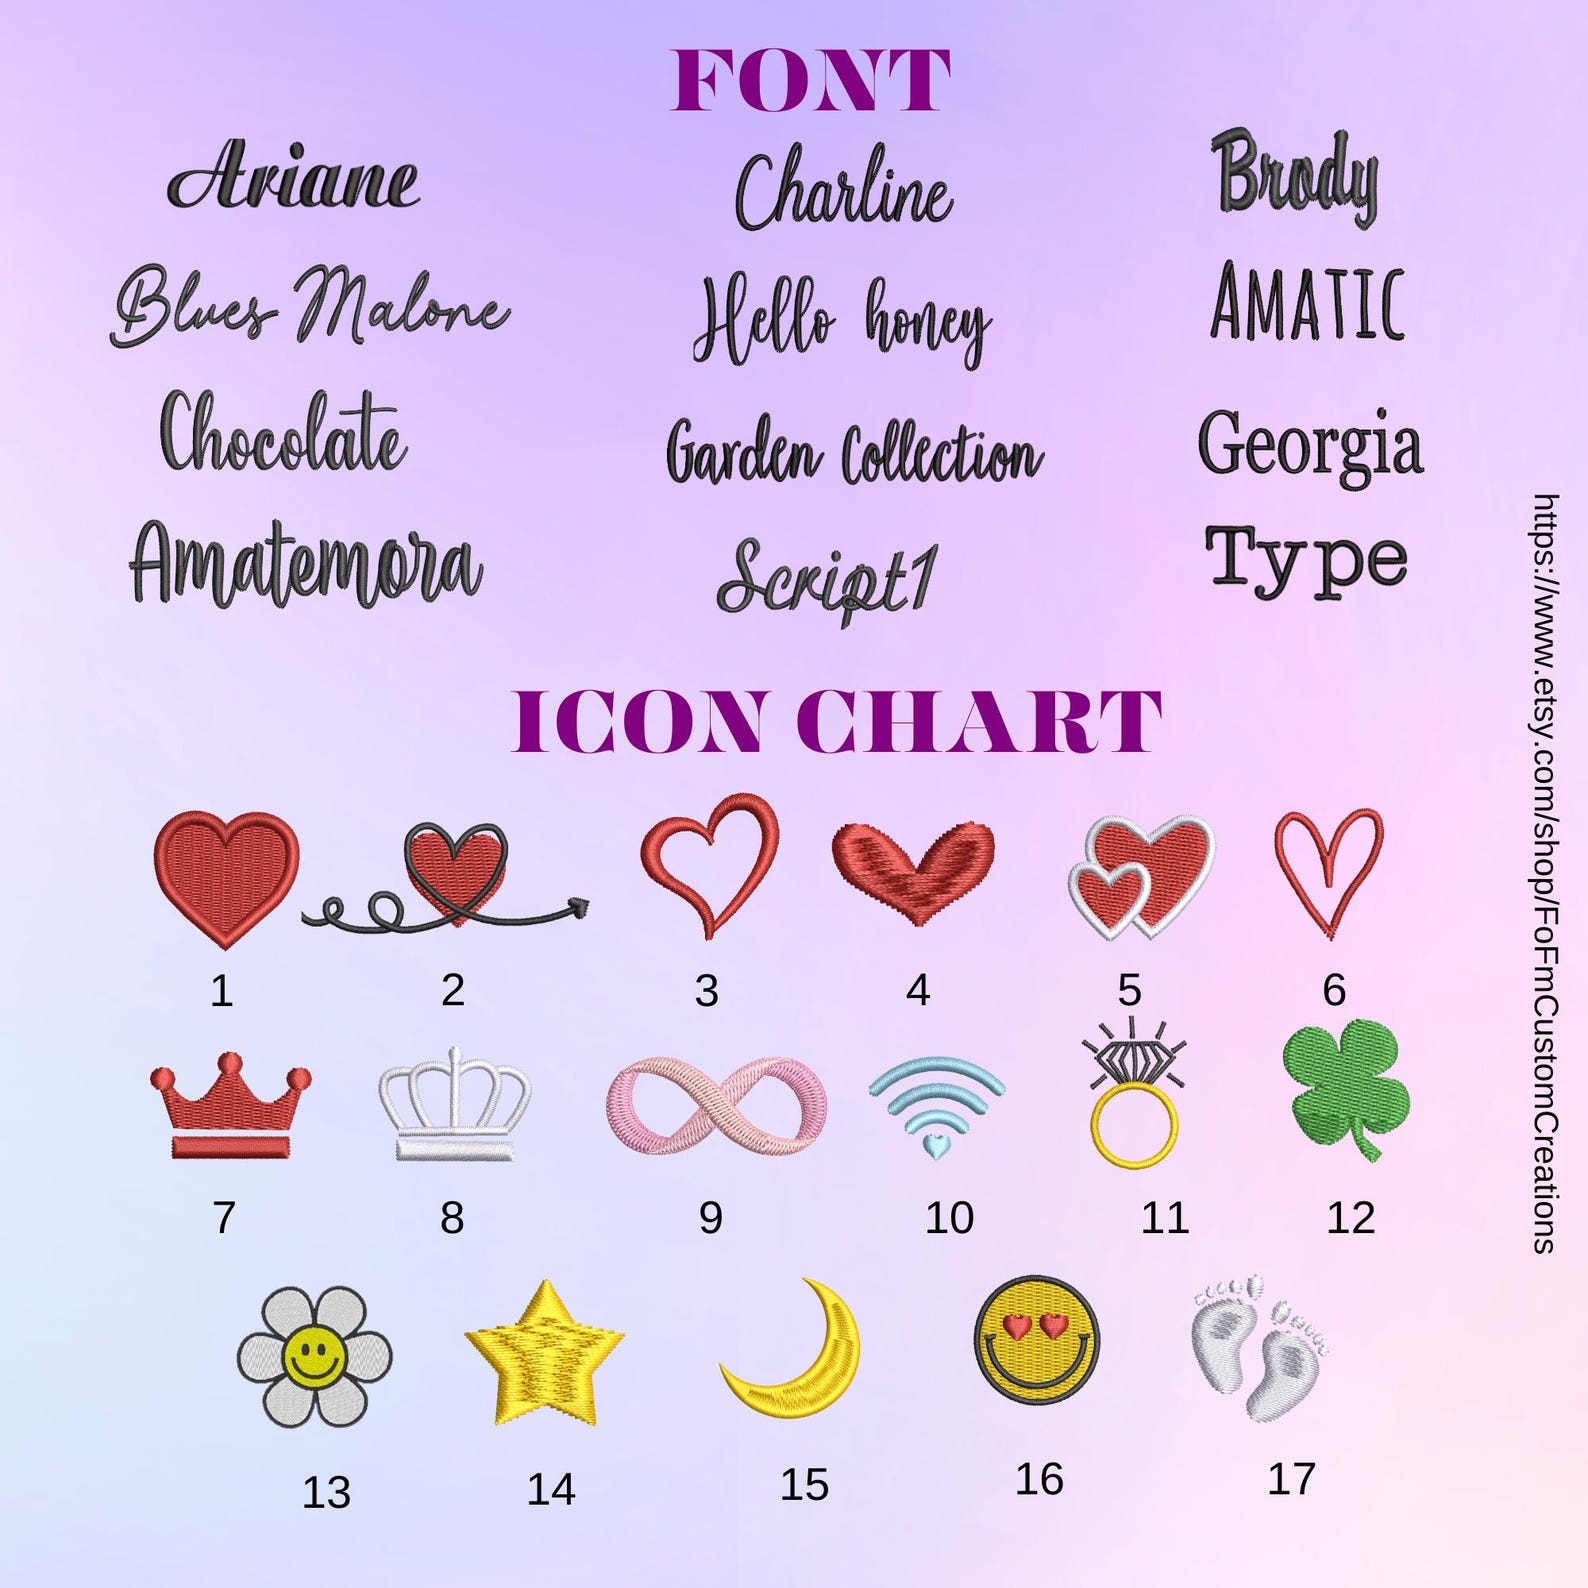 FONT
Ariane
Charline
Brody
Blues Malone
Hello honey
AMATIC
Chocolate
Garden Collection
Georgia
Amatemora
Script1
Type
ICON CHART
1 2 3 4 5 6
7 8 9 10 11 12
13 14 15 16 17
https://www.etsy.com/shop/FoFmCustomCreations